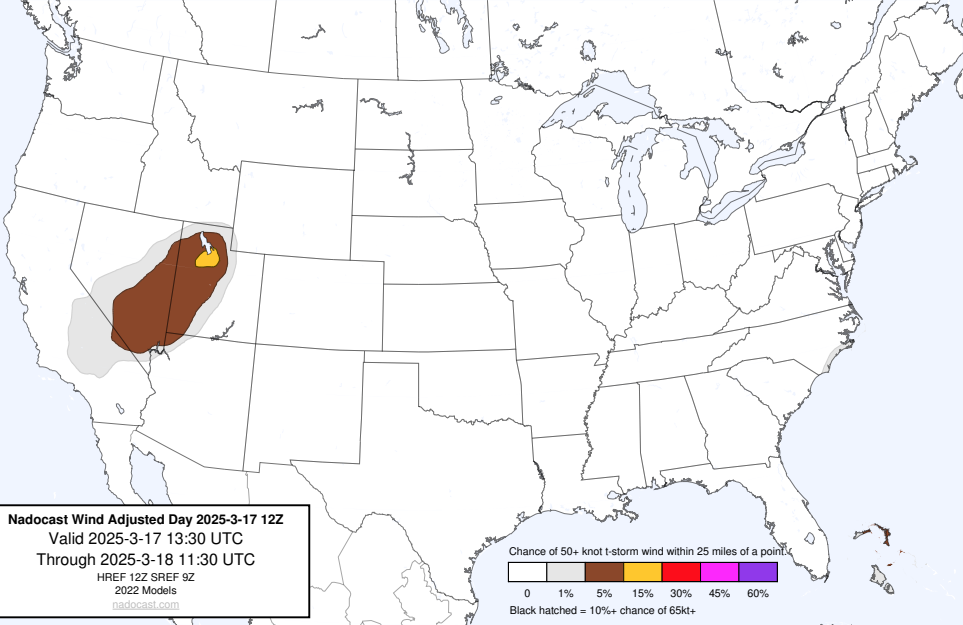 Nadocast Wind Adjusted Day 2025-3-17 12Z
Valid 2025-3-17 13:30 UTC
Through 2025-3-18 11:30 UTC
HREF 12Z SREF 9Z
2022 Models
nadocast.com
Chance of 50+ knot t-storm wind within 25 miles of a point.
0 1% 5% 15% 30% 45% 60%
Black hatched = 10%+ chance of 65kt+